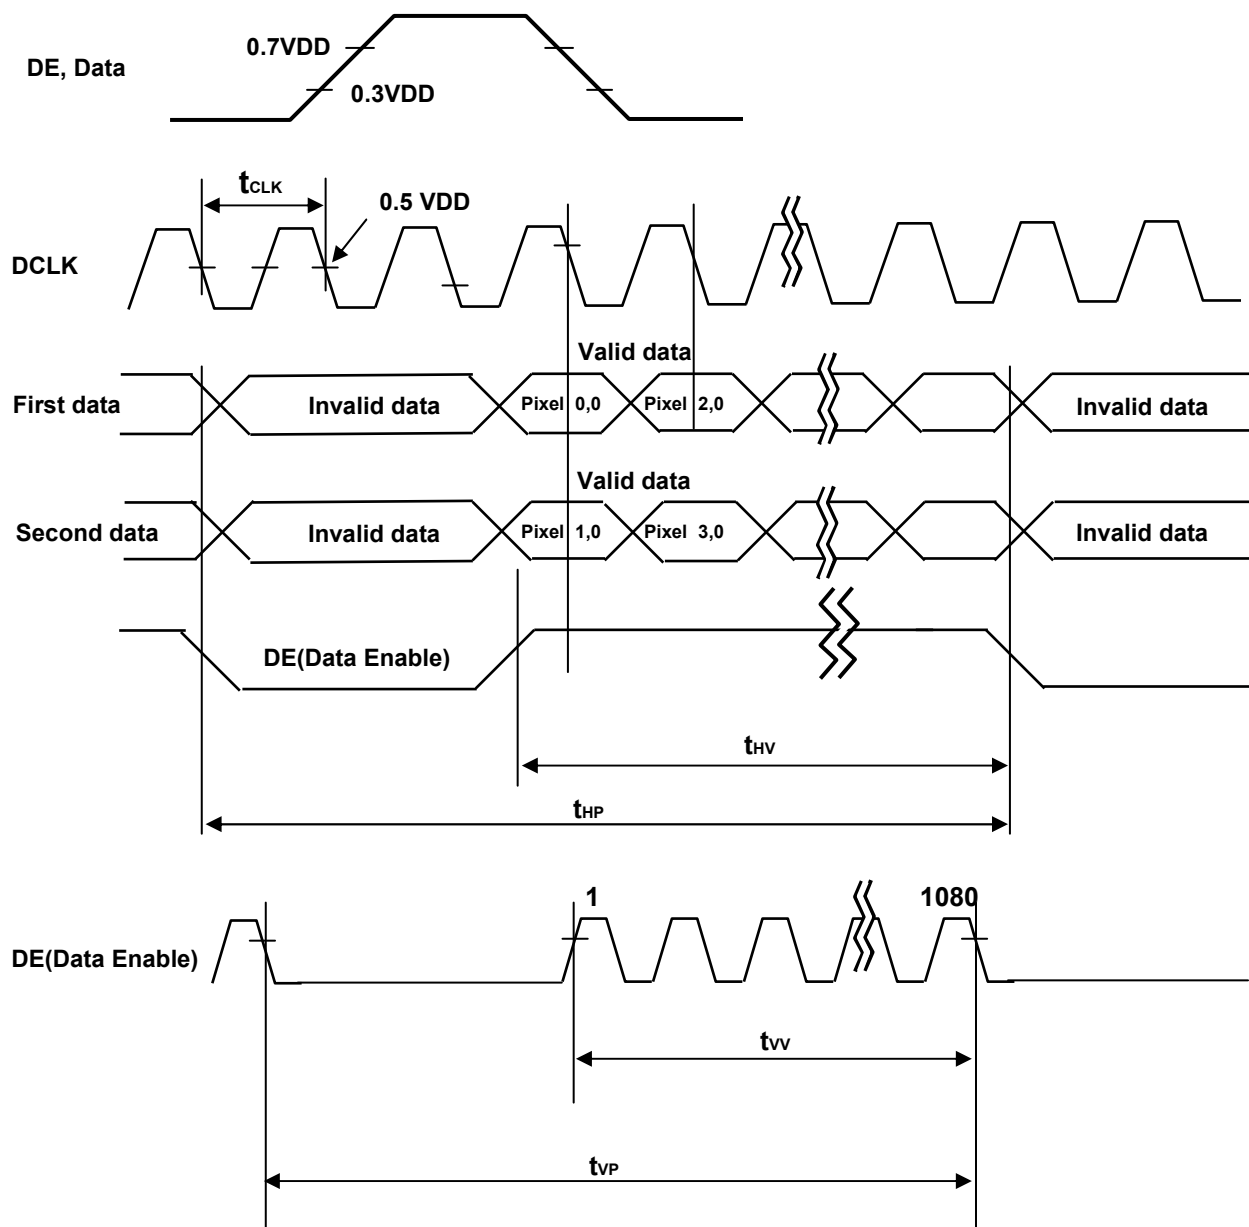 0.7VDD
DE, Data
0.3VDD
tCLK
0.5 VDD
DCLK
Valid data
First data
Invalid data
Pixel 0,0
Pixel 2,0
Invalid data
Valid data
Second data
Invalid data
Pixel 1,0
Pixel 3,0
Invalid data
DE(Data Enable)
tHV
tHP
1
1080
DE(Data Enable)
tVV
tVP